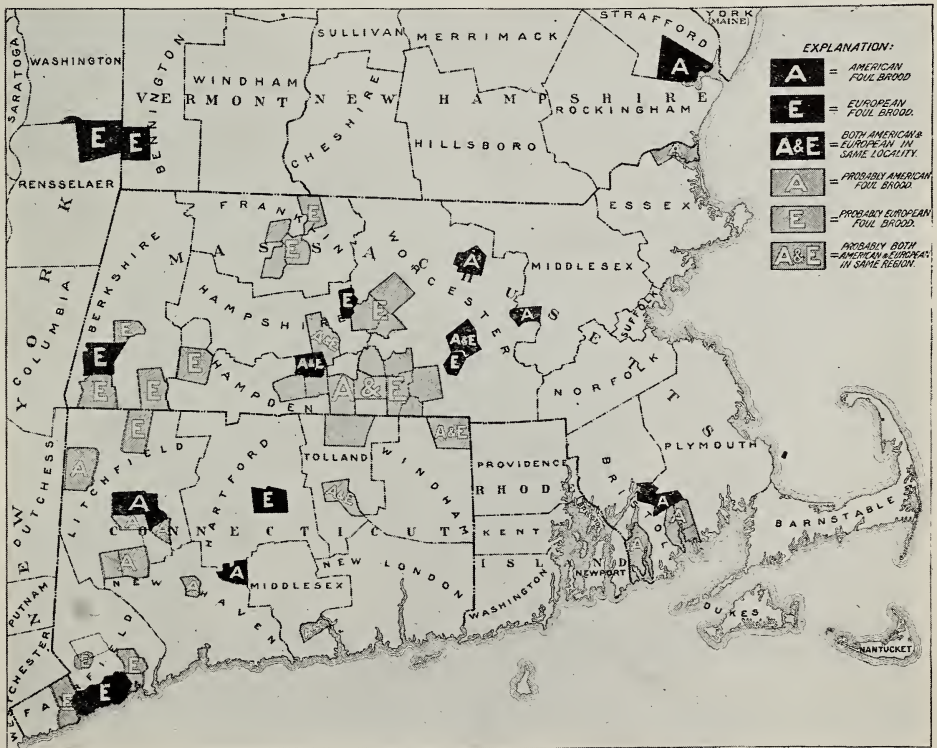 EXPLANATION:
A = AMERICAN
FOUL BROOD
E = EUROPEAN
FOUL BROOD.
A&E = BOTH AMERICAN &
EUROPEAN IN
SAME LOCALITY.
A = PROBABLY AMERICAN
FOUL BROOD.
E = PROBABLY EUROPEAN
FOUL BROOD.
A&E = PROBABLY BOTH
AMERICAN & EUROPEAN
IN SAME REGION.
STRAFFORD
YORK
(MAINE)
SARATOGA
WASHINGTON
BENNINGTON
WINDHAM
SULLIVAN
MERRIMACK
A
VERMONT
NEW HAMPSHIRE
ROCKINGHAM
CHESHIRE
HILLSBORO
E
E
RENSSELAER
ESSEX
FRANKLIN
E
E
MASSACHUSETTS
WORCESTER
A
MIDDLESEX
BERKSHIRE
HAMPSHIRE
E
E
A
SUFFOLK
COLUMBIA
NEW YORK
E
E
E
E
E
A&E
A&E
A&E
A&E
E
HAMPDEN
NORFOLK
DUTCHESS
E
A
LITCHFIELD
HARTFORD
TOLLAND
WINDHAM
A&E
PROVIDENCE
RHODE
ISLAND
PLYMOUTH
BRISTOL
A
A
A
E
A&E
CONNECTICUT
KENT
BARNSTABLE
A
A
A
NEW HAVEN
A
MIDDLESEX
NEW LONDON
WASHINGTON
NEWPORT
DUKES
NANTUCKET
PUTNAM
WESTCHESTER
FAIRFIELD
E
E
E
E